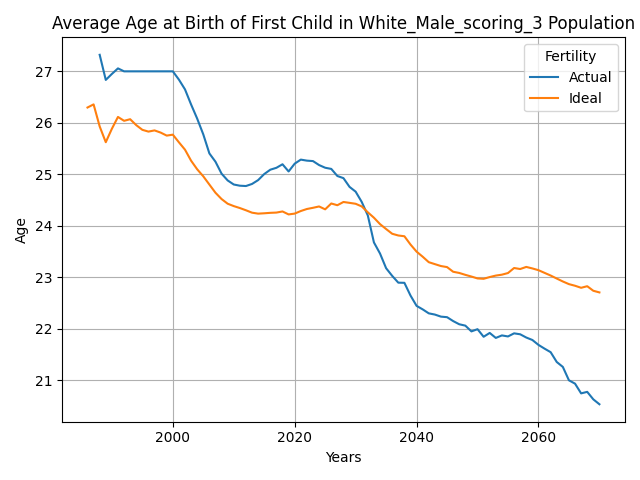 Average Age at Birth of First Child in White_Male_scoring_3 Population
Fertility
Actual
Ideal
Age
27
26
25
24
23
22
21
2000 2020 2040 2060
Years